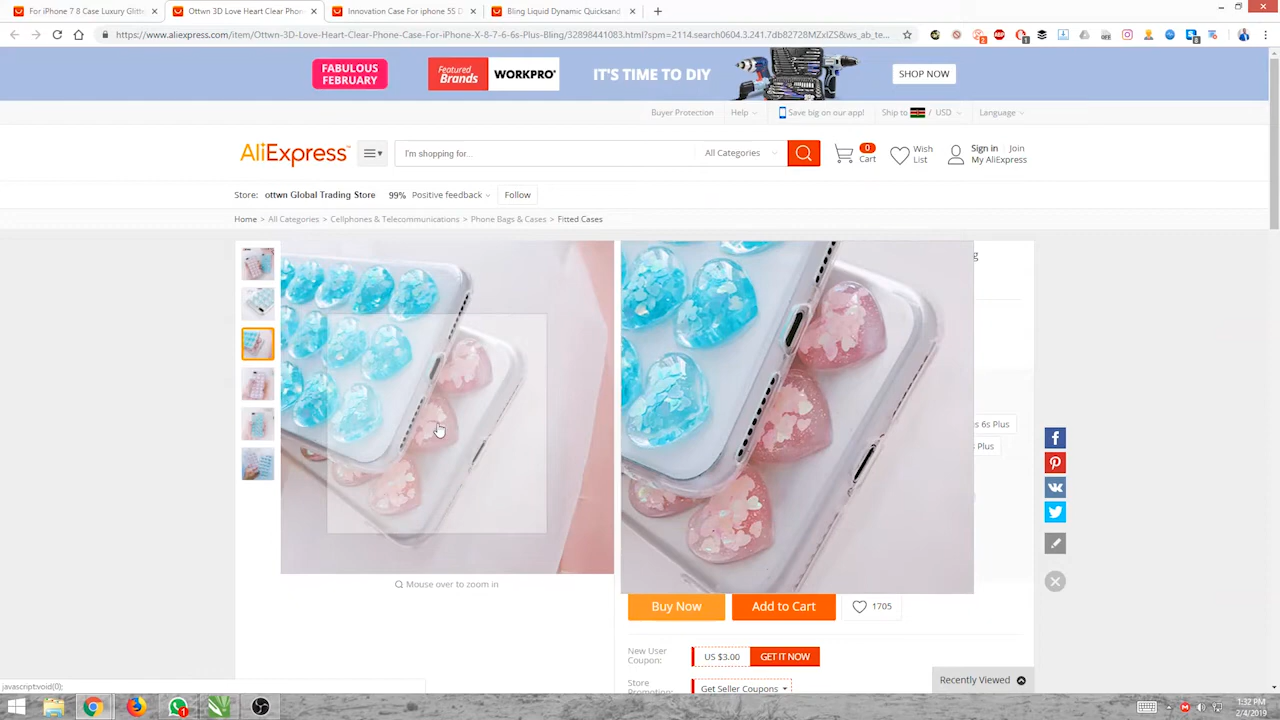 For iPhone 7 8 Case Luxury Glitte
Ottwn 3D Love Heart Clear Phone
Innovation Case For iphone 5S D
Bling Liquid Dynamic Quicksand
https://www.aliexpress.com/item/Ottwn-3D-Love-Heart-Clear-Phone-Case-For-iPhone-X-8-7-6-6s-Plus-Bling/32898441083.html?spm=2114.search0604.3.241.7db82728MZxIZS&ws_ab_te
FABULOUS FEBRUARY
Featured Brands
WORKPRO
IT'S TIME TO DIY
SHOP NOW
Buyer Protection
Help
Save big on our app!
Ship to / USD
Language
AliExpress
I'm shopping for...
All Categories
0
Cart
Wish List
Sign in
Join
My AliExpress
Store: ottwn Global Trading Store
99% Positive feedback
Follow
Home > All Categories > Cellphones & Telecommunications > Phone Bags & Cases > Fitted Cases
g
s 6s Plus
s Plus
Mouse over to zoom in
Buy Now
Add to Cart
1705
New User Coupon:
US $3.00
GET IT NOW
Store
Get Seller Coupons
Recently Viewed
javascript:void(0);
1:32 PM
2/4/2019